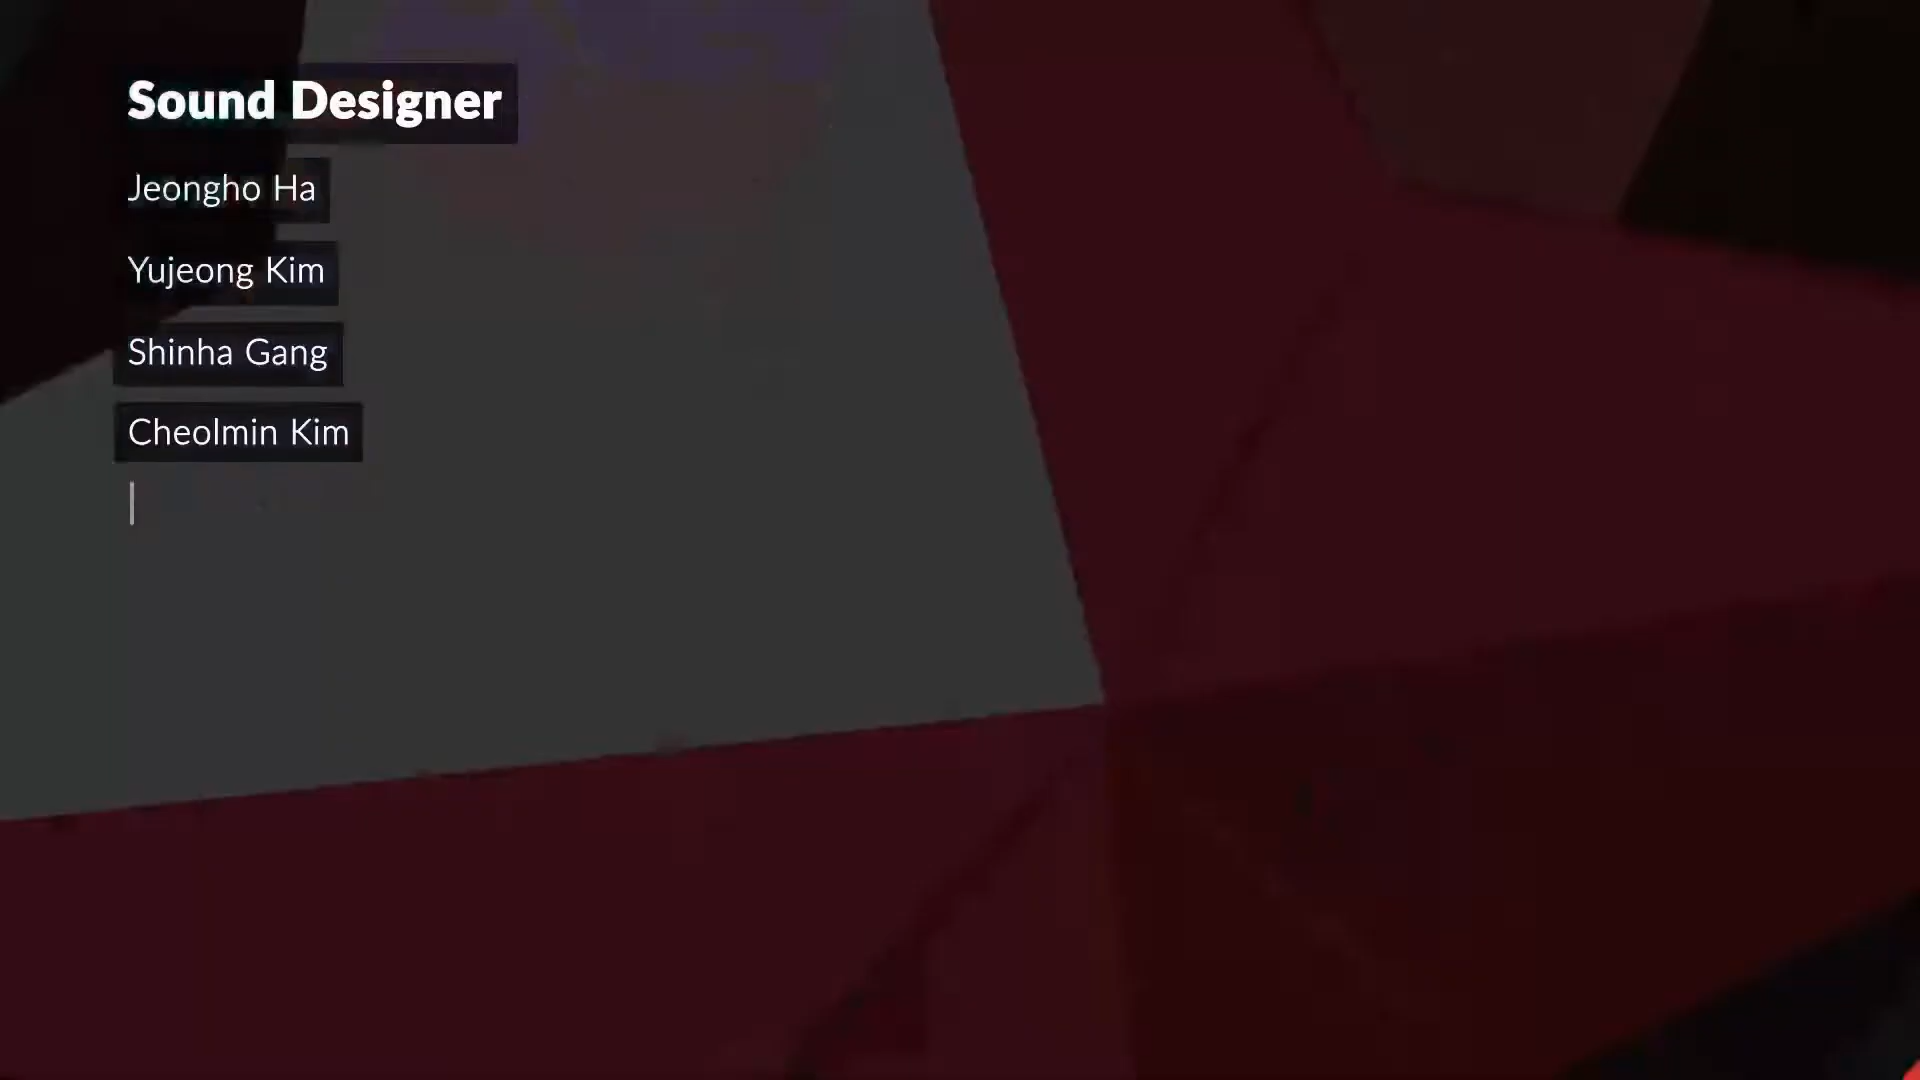 Sound Designer
Jeongho Ha
Yujeong Kim
Shinha Gang
Cheolmin Kim